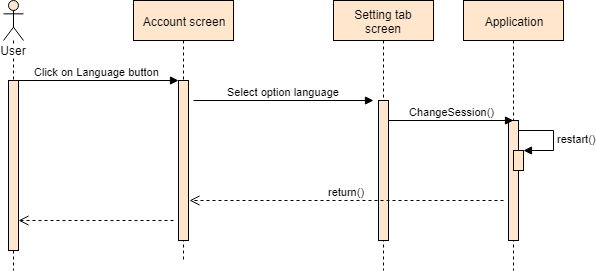 Account screen
Setting tab
screen
Application
User
Click on Language button
Select option language
ChangeSession()
restart()
return()